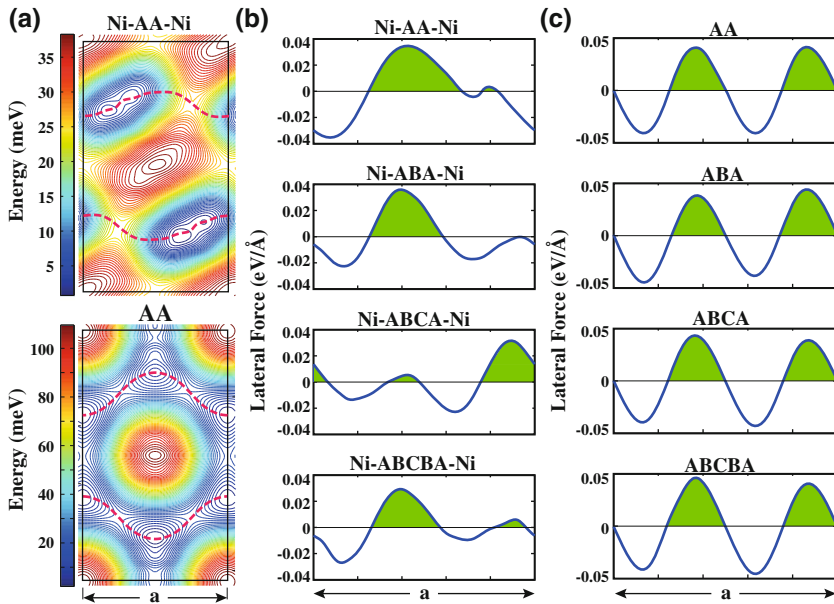 (a)
Ni-AA-Ni
Energy (meV)
35
30
25
20
15
10
5
AA
Energy (meV)
100
80
60
40
20
a
(b)
Lateral Force (eV/Å)
Ni-AA-Ni
0.04
0.02
0
-0.02
-0.04
Ni-ABA-Ni
0.04
0.02
0
-0.02
-0.04
Ni-ABCA-Ni
0.04
0.02
0
-0.02
-0.04
Ni-ABCBA-Ni
0.04
0.02
0
0.02
-0.04
a
(c)
Lateral Force (eV/Å)
AA
0.05
0
-0.05
ABA
0.05
0
-0.05
ABCA
0.05
0
-0.05
ABCBA
0.05
0
-0.05
a